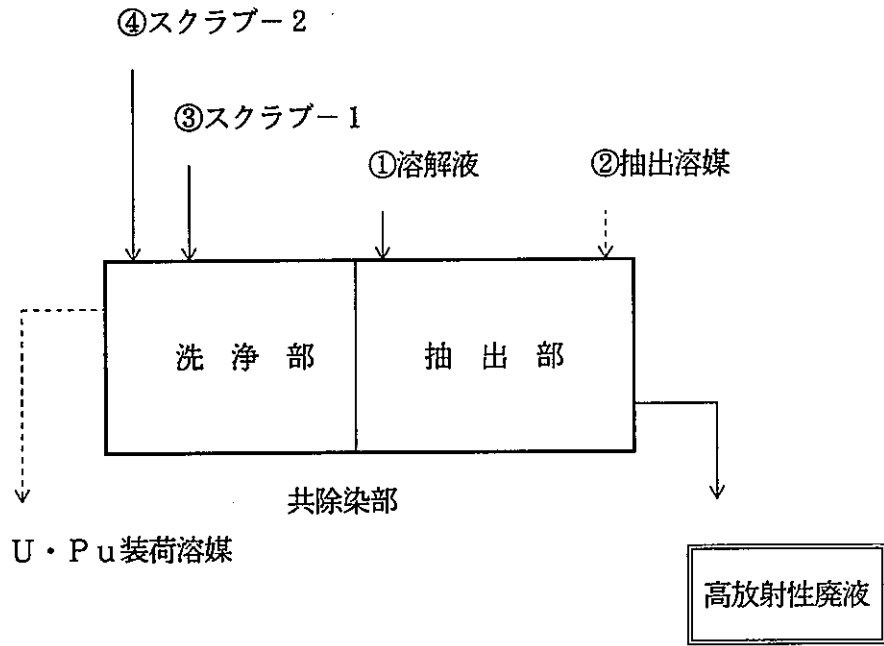 ④スクラブ－２
③スクラブ－１
①溶解液
②抽出溶媒
洗浄部
抽出部
共除染部
Ｕ・Ｐｕ装荷溶媒
高放射性廃液